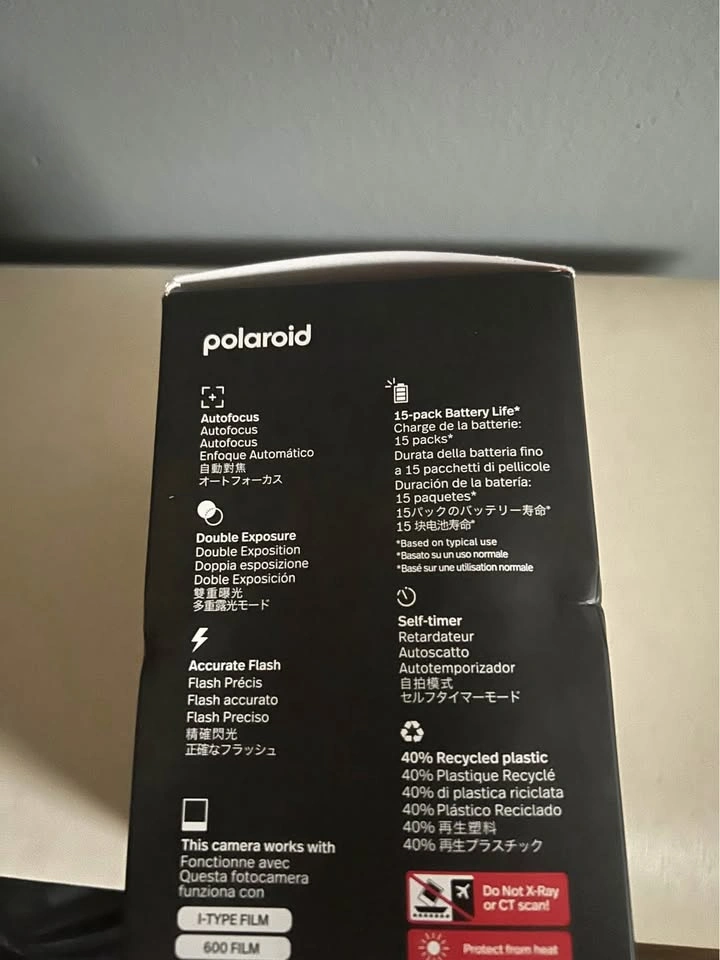 polaroid
Autofocus
Autofocus
Autofocus
Enfoque Automático
自動對焦
オートフォーカス
Double Exposure
Double Exposition
Doppia esposizione
Doble Exposición
雙重曝光
多重露光モード
Accurate Flash
Flash Précis
Flash accurato
Flash Preciso
精確閃光
正確なフラッシュ
This camera works with
Fonctionne avec
Questa fotocamera
funziona con
I-TYPE FILM
600 FILM
15-pack Battery Life*
Charge de la batterie:
15 packs*
Durata della batteria fino
a 15 pacchetti di pellicole
Duración de la batería:
15 paquetes*
15パックのバッテリー寿命*
15 块电池寿命*
*Based on typical use
*Basato su un uso normale
*Basé sur une utilisation normale
Self-timer
Retardateur
Autoscatto
Autotemporizador
自拍模式
セルフタイマーモード
40% Recycled plastic
40% Plastique Recyclé
40% di plastica riciclata
40% Plástico Reciclado
40% 再生塑料
40% 再生プラスチック
Do Not X-Ray
or CT scan!
Protect from heat